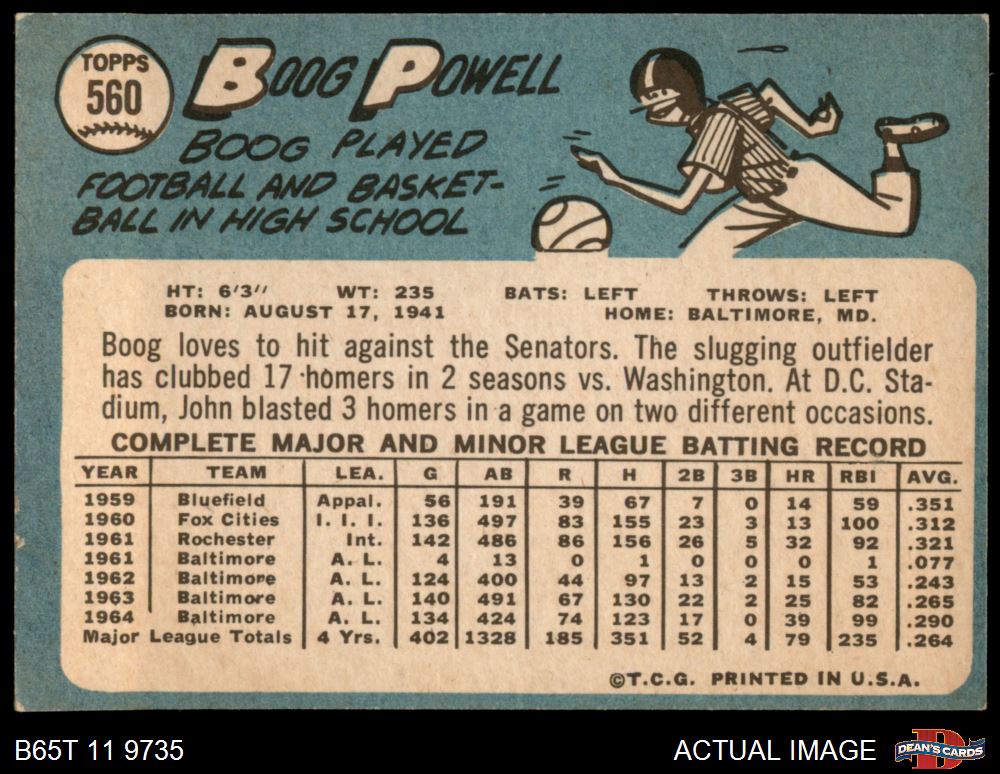 TOPPS
560
BOOG POWELL
BOOG PLAYED
FOOTBALL AND BASKET-
BALL IN HIGH SCHOOL
HT: 6'3" WT: 235 BATS: LEFT THROWS: LEFT
BORN: AUGUST 17, 1941 HOME: BALTIMORE, MD.
Boog loves to hit against the Senators. The slugging outfielder
has clubbed 17 homers in 2 seasons vs. Washington. At D.C. Sta-
dium, John blasted 3 homers in a game on two different occasions.
COMPLETE MAJOR AND MINOR LEAGUE BATTING RECORD
YEAR TEAM LEA. G AB R H 2B 3B HR RBI AVG.
1959 Bluefield Appal. 56 191 39 67 7 0 14 59 .351
1960 Fox Cities I. I. I. 136 497 83 155 23 3 13 100 .312
1961 Rochester Int. 142 486 86 156 26 5 32 92 .321
1961 Baltimore A. L. 4 13 0 1 0 0 0 1 .077
1962 Baltimore A. L. 124 400 44 97 13 2 15 53 .243
1963 Baltimore A. L. 140 491 67 130 22 2 25 82 .265
1964 Baltimore A. L. 134 424 74 123 17 0 39 99 .290
Major League Totals 4 Yrs. 402 1328 185 351 52 4 79 235 .264
©T.C.G. PRINTED IN U.S.A.
B65T 11 9735 ACTUAL IMAGE D DEAN'S CARDS